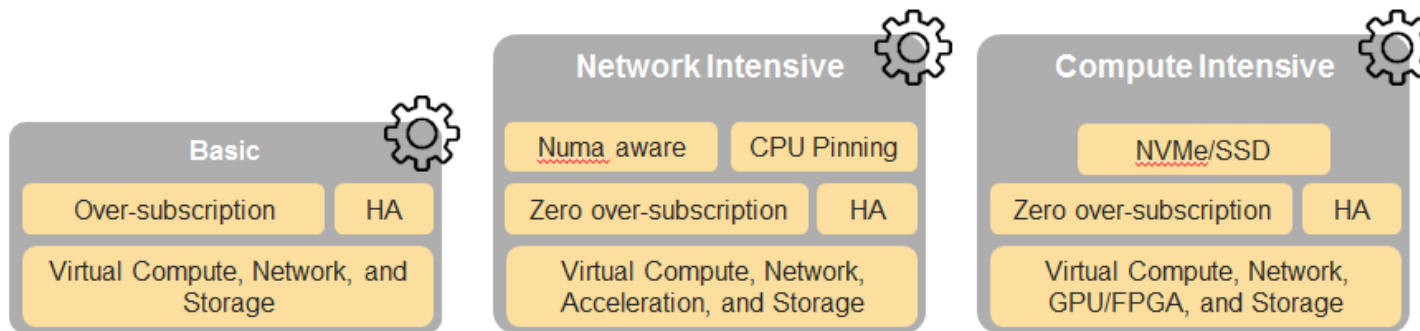 Basic
Over-subscription
HA
Virtual Compute, Network, and
Storage
Network Intensive
Numa aware
CPU Pinning
Zero over-subscription
HA
Virtual Compute, Network,
Acceleration, and Storage
Compute Intensive
NVMe/SSD
Zero over-subscription
HA
Virtual Compute, Network,
GPU/FPGA, and Storage